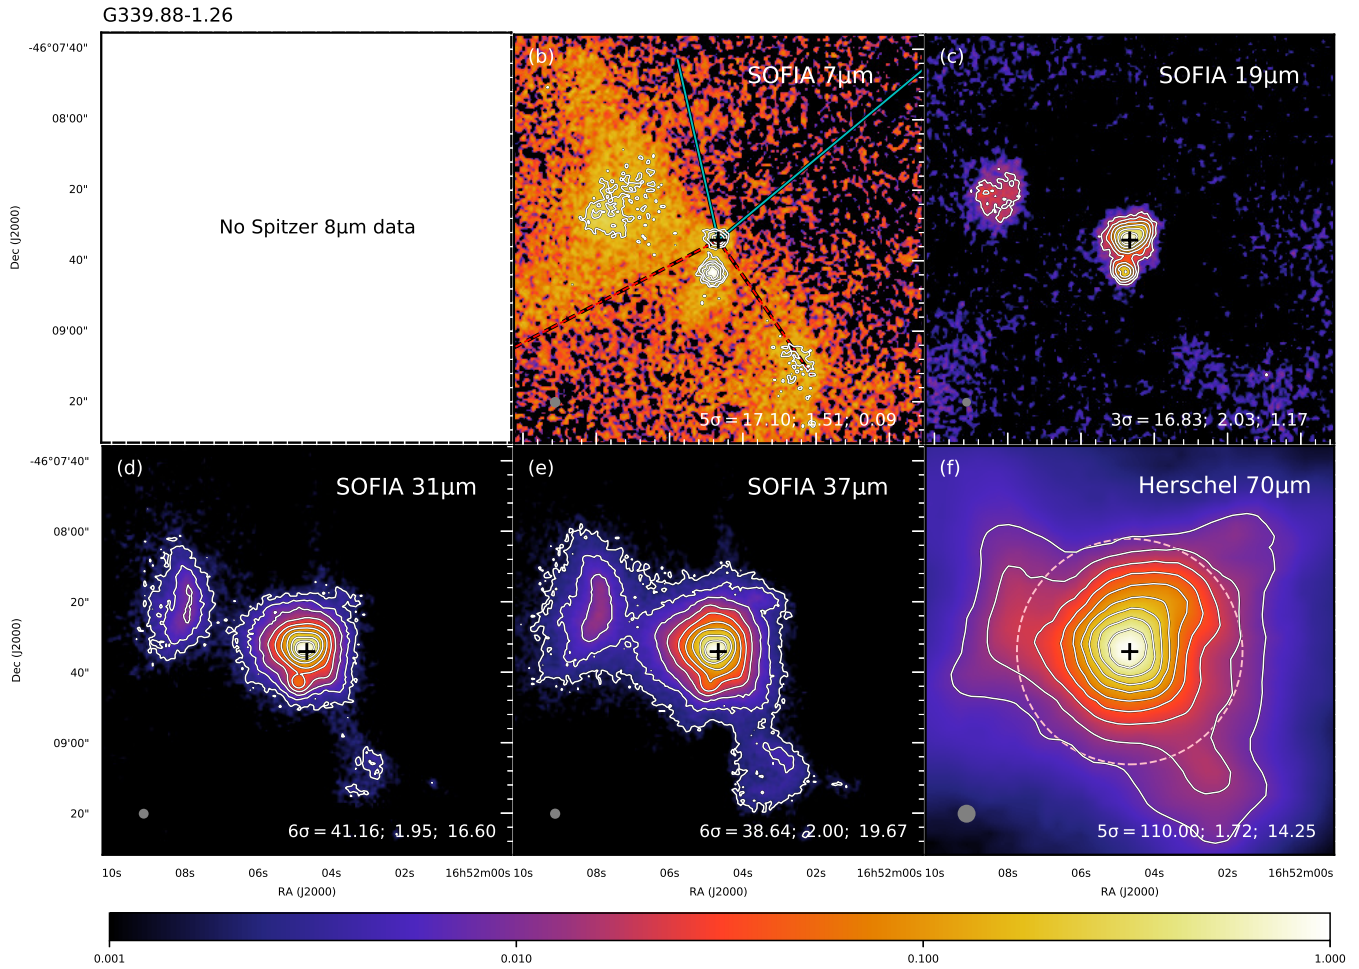 G339.88-1.26
-46°07'40"
08'00"
20"
40"
09'00"
20"
Dec (J2000)
No Spitzer 8μm data
(b)
SOFIA 7μm
5σ = 17.10; 1.51; 0.09
(c)
SOFIA 19μm
3σ = 16.83; 2.03; 1.17
-46°07'40"
08'00"
20"
40"
09'00"
20"
Dec (J2000)
(d)
SOFIA 31μm
6σ = 41.16; 1.95; 16.60
(e)
SOFIA 37μm
6σ = 38.64; 2.00; 19.67
(f)
Herschel 70μm
5σ = 110.00; 1.72; 14.25
10s 08s 06s 04s 02s 16h52m00s
10s 08s 06s 04s 02s 16h52m00s
10s 08s 06s 04s 02s 16h52m00s
RA (J2000)
RA (J2000)
RA (J2000)
0.001 0.010 0.100 1.000